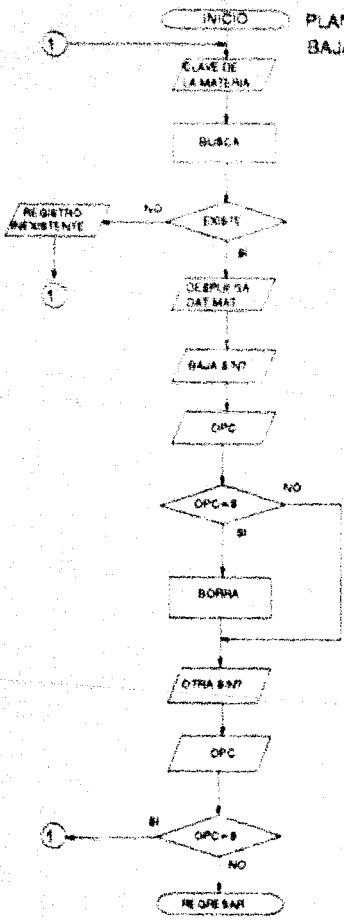 INICIO
PLAN
BAJA
1
CLAVE DE
LA MATERIA
BUSCA
EXISTE
NO
REGISTRO
INEXISTENTE
1
SI
DESPLIEGA
DAT MAT
BAJA S/N?
OPC
OPC=S
NO
SI
BORRA
OTRA S/N?
OPC
SI
1
OPC=S
NO
REGRESAR